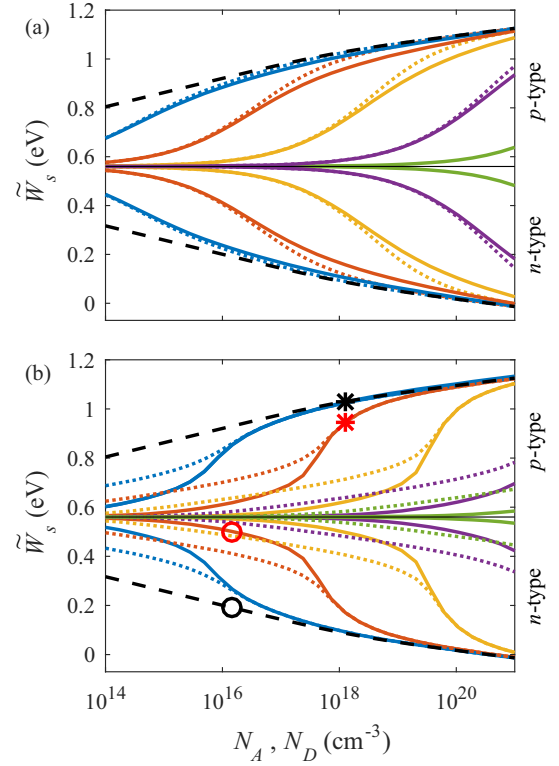 (a)
1.2
1
0.8
0.6
0.4
0.2
0
W̃s (eV)
p-type
n-type
(b)
1.2
1
0.8
0.6
0.4
0.2
0
W̃s (eV)
p-type
n-type
10^14 10^16 10^18 10^20
N_A , N_D (cm^-3)